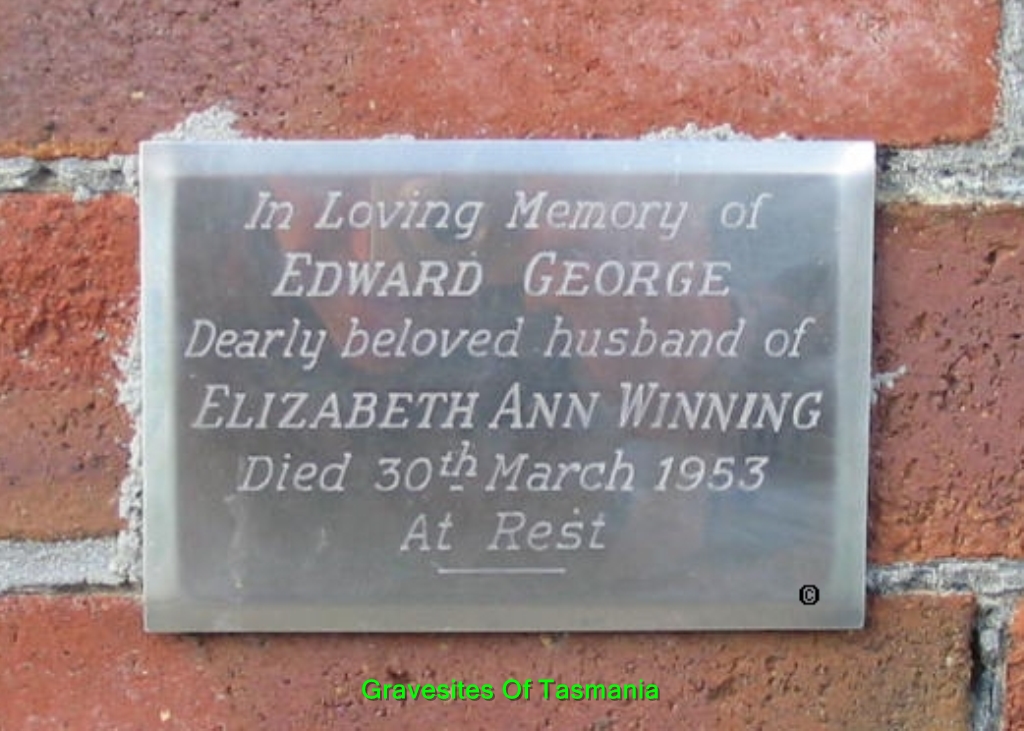 In Loving Memory of
EDWARD GEORGE
Dearly beloved husband of
ELIZABETH ANN WINNING
Died 30th March 1953
At Rest
©
Gravesites Of Tasmania